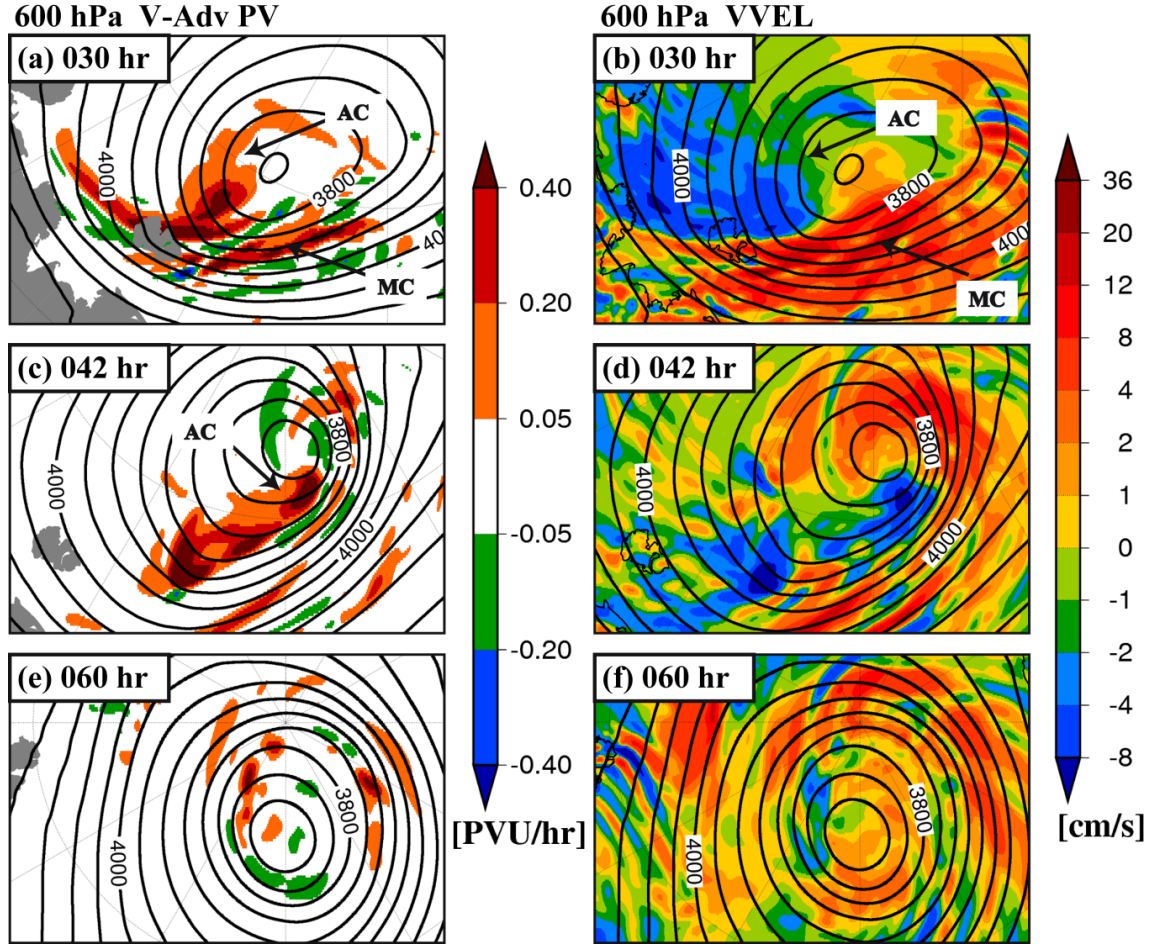 600 hPa V-Adv PV
600 hPa VVEL
(a) 030 hr
AC
4000
3800
40
MC
(b) 030 hr
AC
4000
3800
4000
MC
(c) 042 hr
AC
3800
4000
4000
(d) 042 hr
3800
4000
4000
(e) 060 hr
3800
4000
(f) 060 hr
3800
4000
0.40
0.20
0.05
-0.05
-0.20
-0.40
[PVU/hr]
36
20
12
8
4
2
1
0
-1
-2
-4
-8
[cm/s]